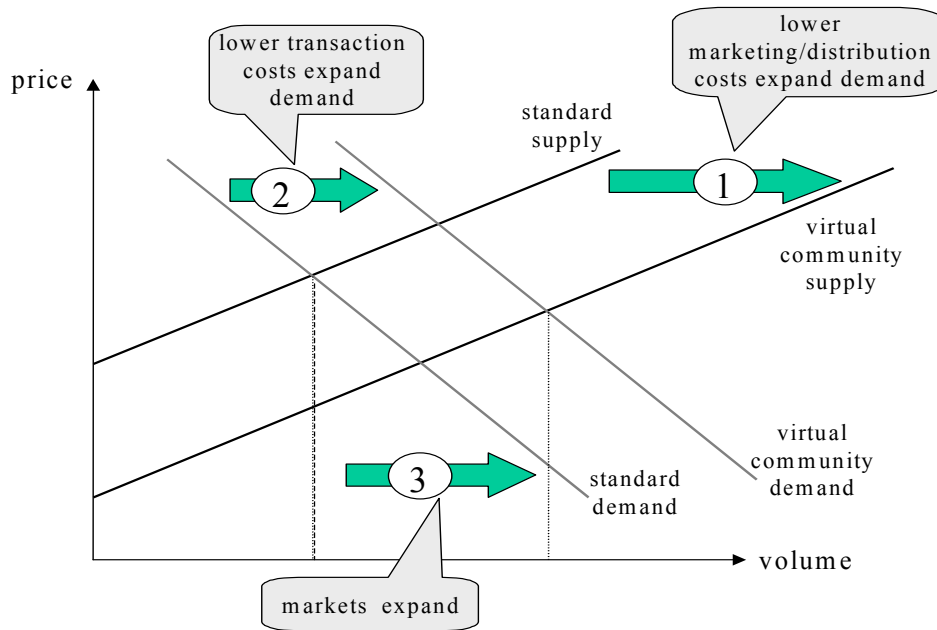 lower transaction
costs expand
demand
lower
marketing/distribution
costs expand demand
price
standard
supply
2
1
virtual
community
supply
3
standard
demand
virtual
community
demand
volume
markets expand